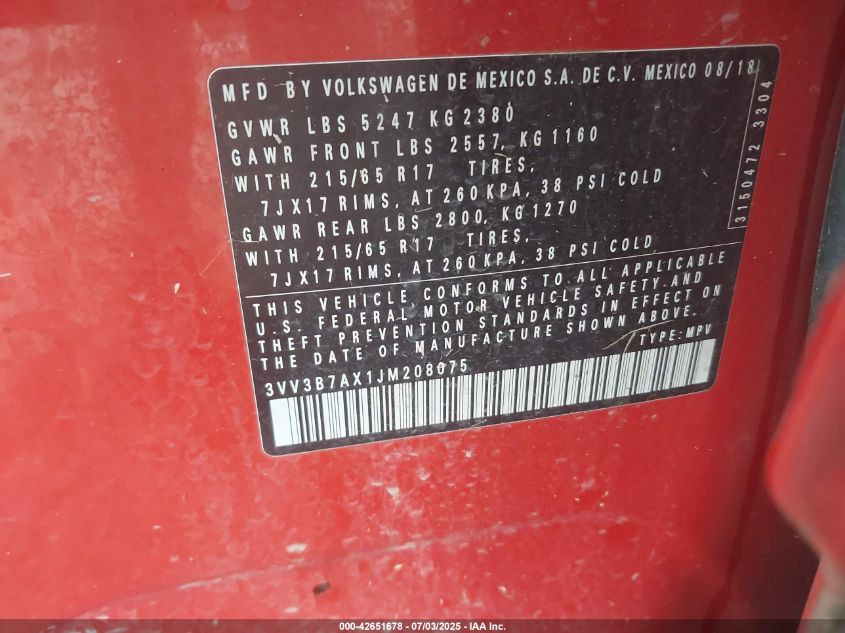 MFD BY VOLKSWAGEN DE MEXICO S.A. DE C.V. MEXICO 08/18
GVWR LBS 5247 KG 2380
GAWR FRONT LBS 2557, KG 1160
WITH 215/65 R17 TIRES,
7JX17 RIMS, AT 260 KPA, 38 PSI COLD
GAWR REAR LBS 2800, KG 1270
WITH 215/65 R17 TIRES,
7JX17 RIMS, AT 260 KPA, 38 PSI COLD
3150472 3304
THIS VEHICLE CONFORMS TO ALL APPLICABLE
U.S. FEDERAL MOTOR VEHICLE SAFETY AND
THEFT PREVENTION STANDARDS IN EFFECT ON
THE DATE OF MANUFACTURE SHOWN ABOVE.
3VV3B7AX1JM208075 TYPE: MPV
000-42651678 - 07/03/2025 - IAA Inc.